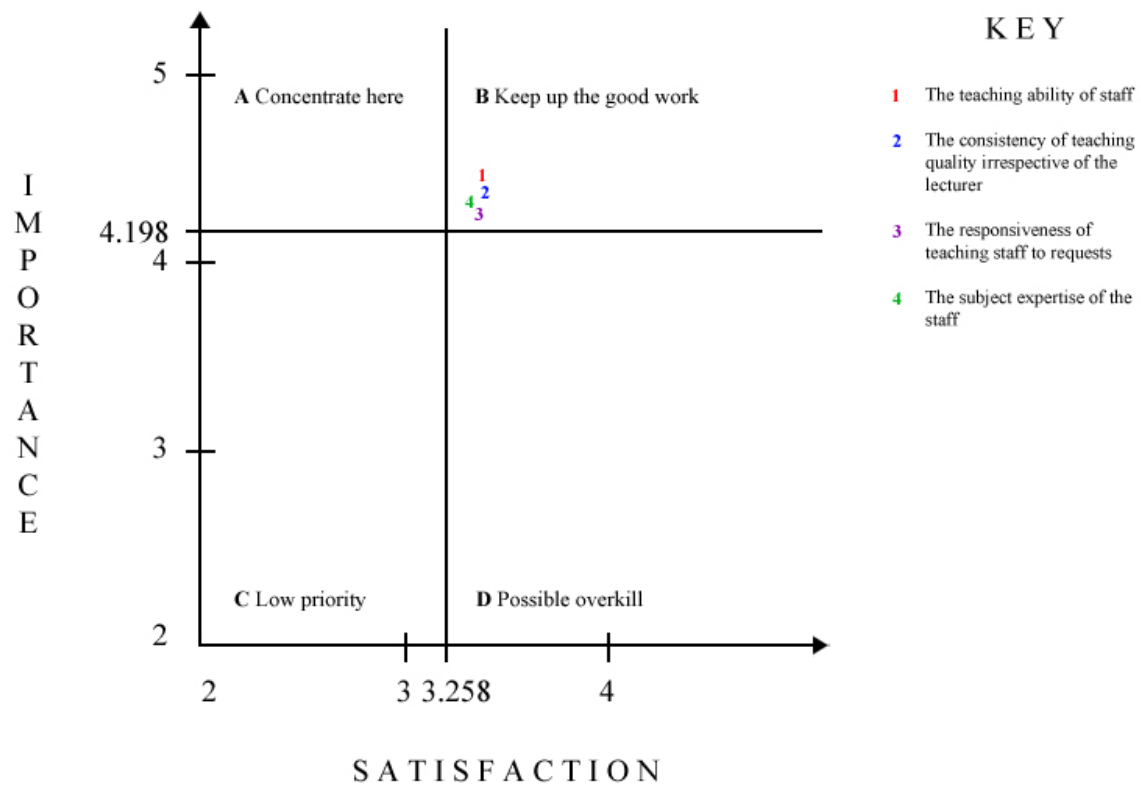 K E Y
5
A Concentrate here
B Keep up the good work
1 The teaching ability of staff
2 The consistency of teaching
quality irrespective of the
lecturer
1
2
4
3
I
M
P
O
R
T
A
N
C
E
4.198
4
3 The responsiveness of
teaching staff to requests
4 The subject expertise of the
staff
3
C Low priority
D Possible overkill
2
2 3 3.258 4
S A T I S F A C T I O N